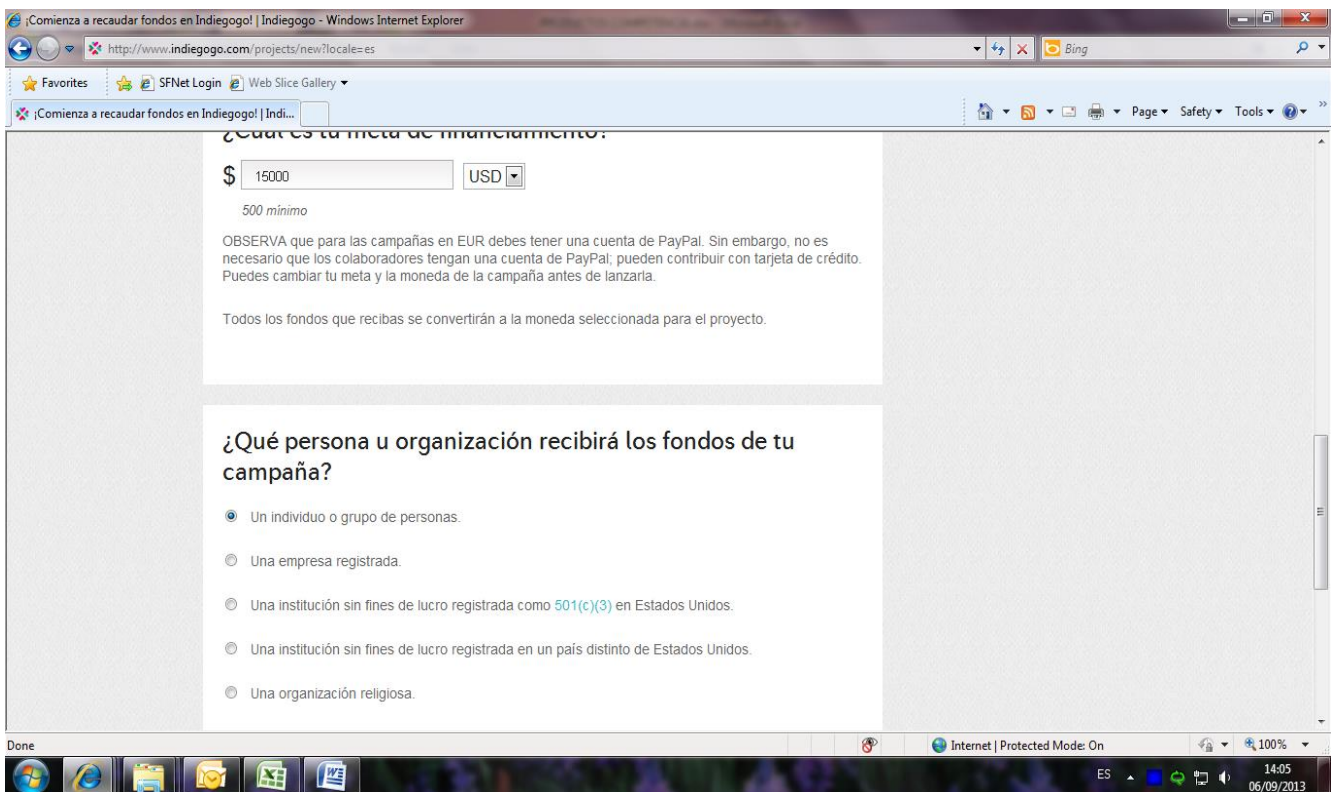 ¡Comienza a recaudar fondos en Indiegogo! | Indiegogo - Windows Internet Explorer
http://www.indiegogo.com/projects/new?locale=es
Bing
Favorites SFNet Login Web Slice Gallery
¡Comienza a recaudar fondos en Indiegogo! | Indi...
Page Safety Tools
¿Cuál es tu meta de financiamiento?
$ 15000 USD
500 mínimo
OBSERVA que para las campañas en EUR debes tener una cuenta de PayPal. Sin embargo, no es
necesario que los colaboradores tengan una cuenta de PayPal; pueden contribuir con tarjeta de crédito.
Puedes cambiar tu meta y la moneda de la campaña antes de lanzarla.
Todos los fondos que recibas se convertirán a la moneda seleccionada para el proyecto.
¿Qué persona u organización recibirá los fondos de tu
campaña?
Un individuo o grupo de personas.
Una empresa registrada.
Una institución sin fines de lucro registrada como 501(c)(3) en Estados Unidos.
Una institución sin fines de lucro registrada en un país distinto de Estados Unidos.
Una organización religiosa.
Done
Internet | Protected Mode: On
100%
ES
14:05
06/09/2013